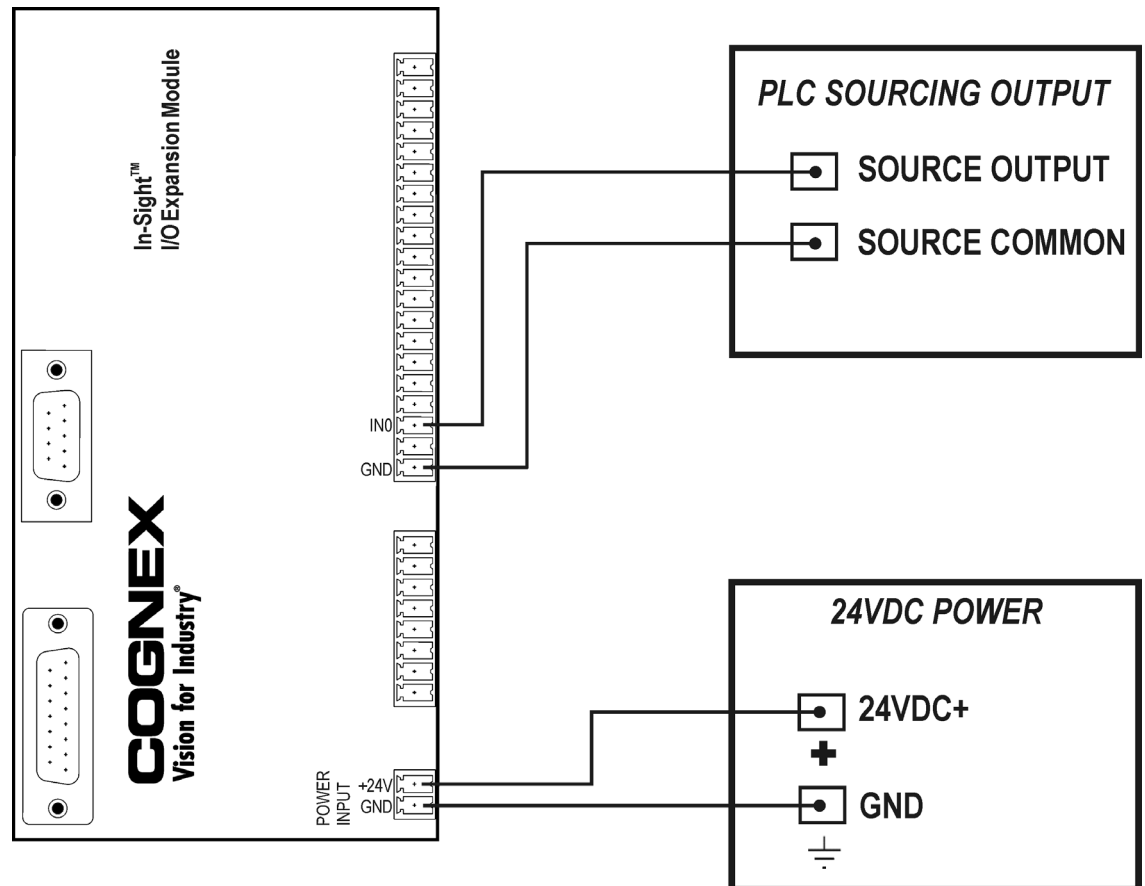 In-Sight™
I/O Expansion Module
IN0
GND
COGNEX
Vision for Industry®
POWER
INPUT
+24V
GND
PLC SOURCING OUTPUT
SOURCE OUTPUT
SOURCE COMMON
24VDC POWER
24VDC+
+
GND